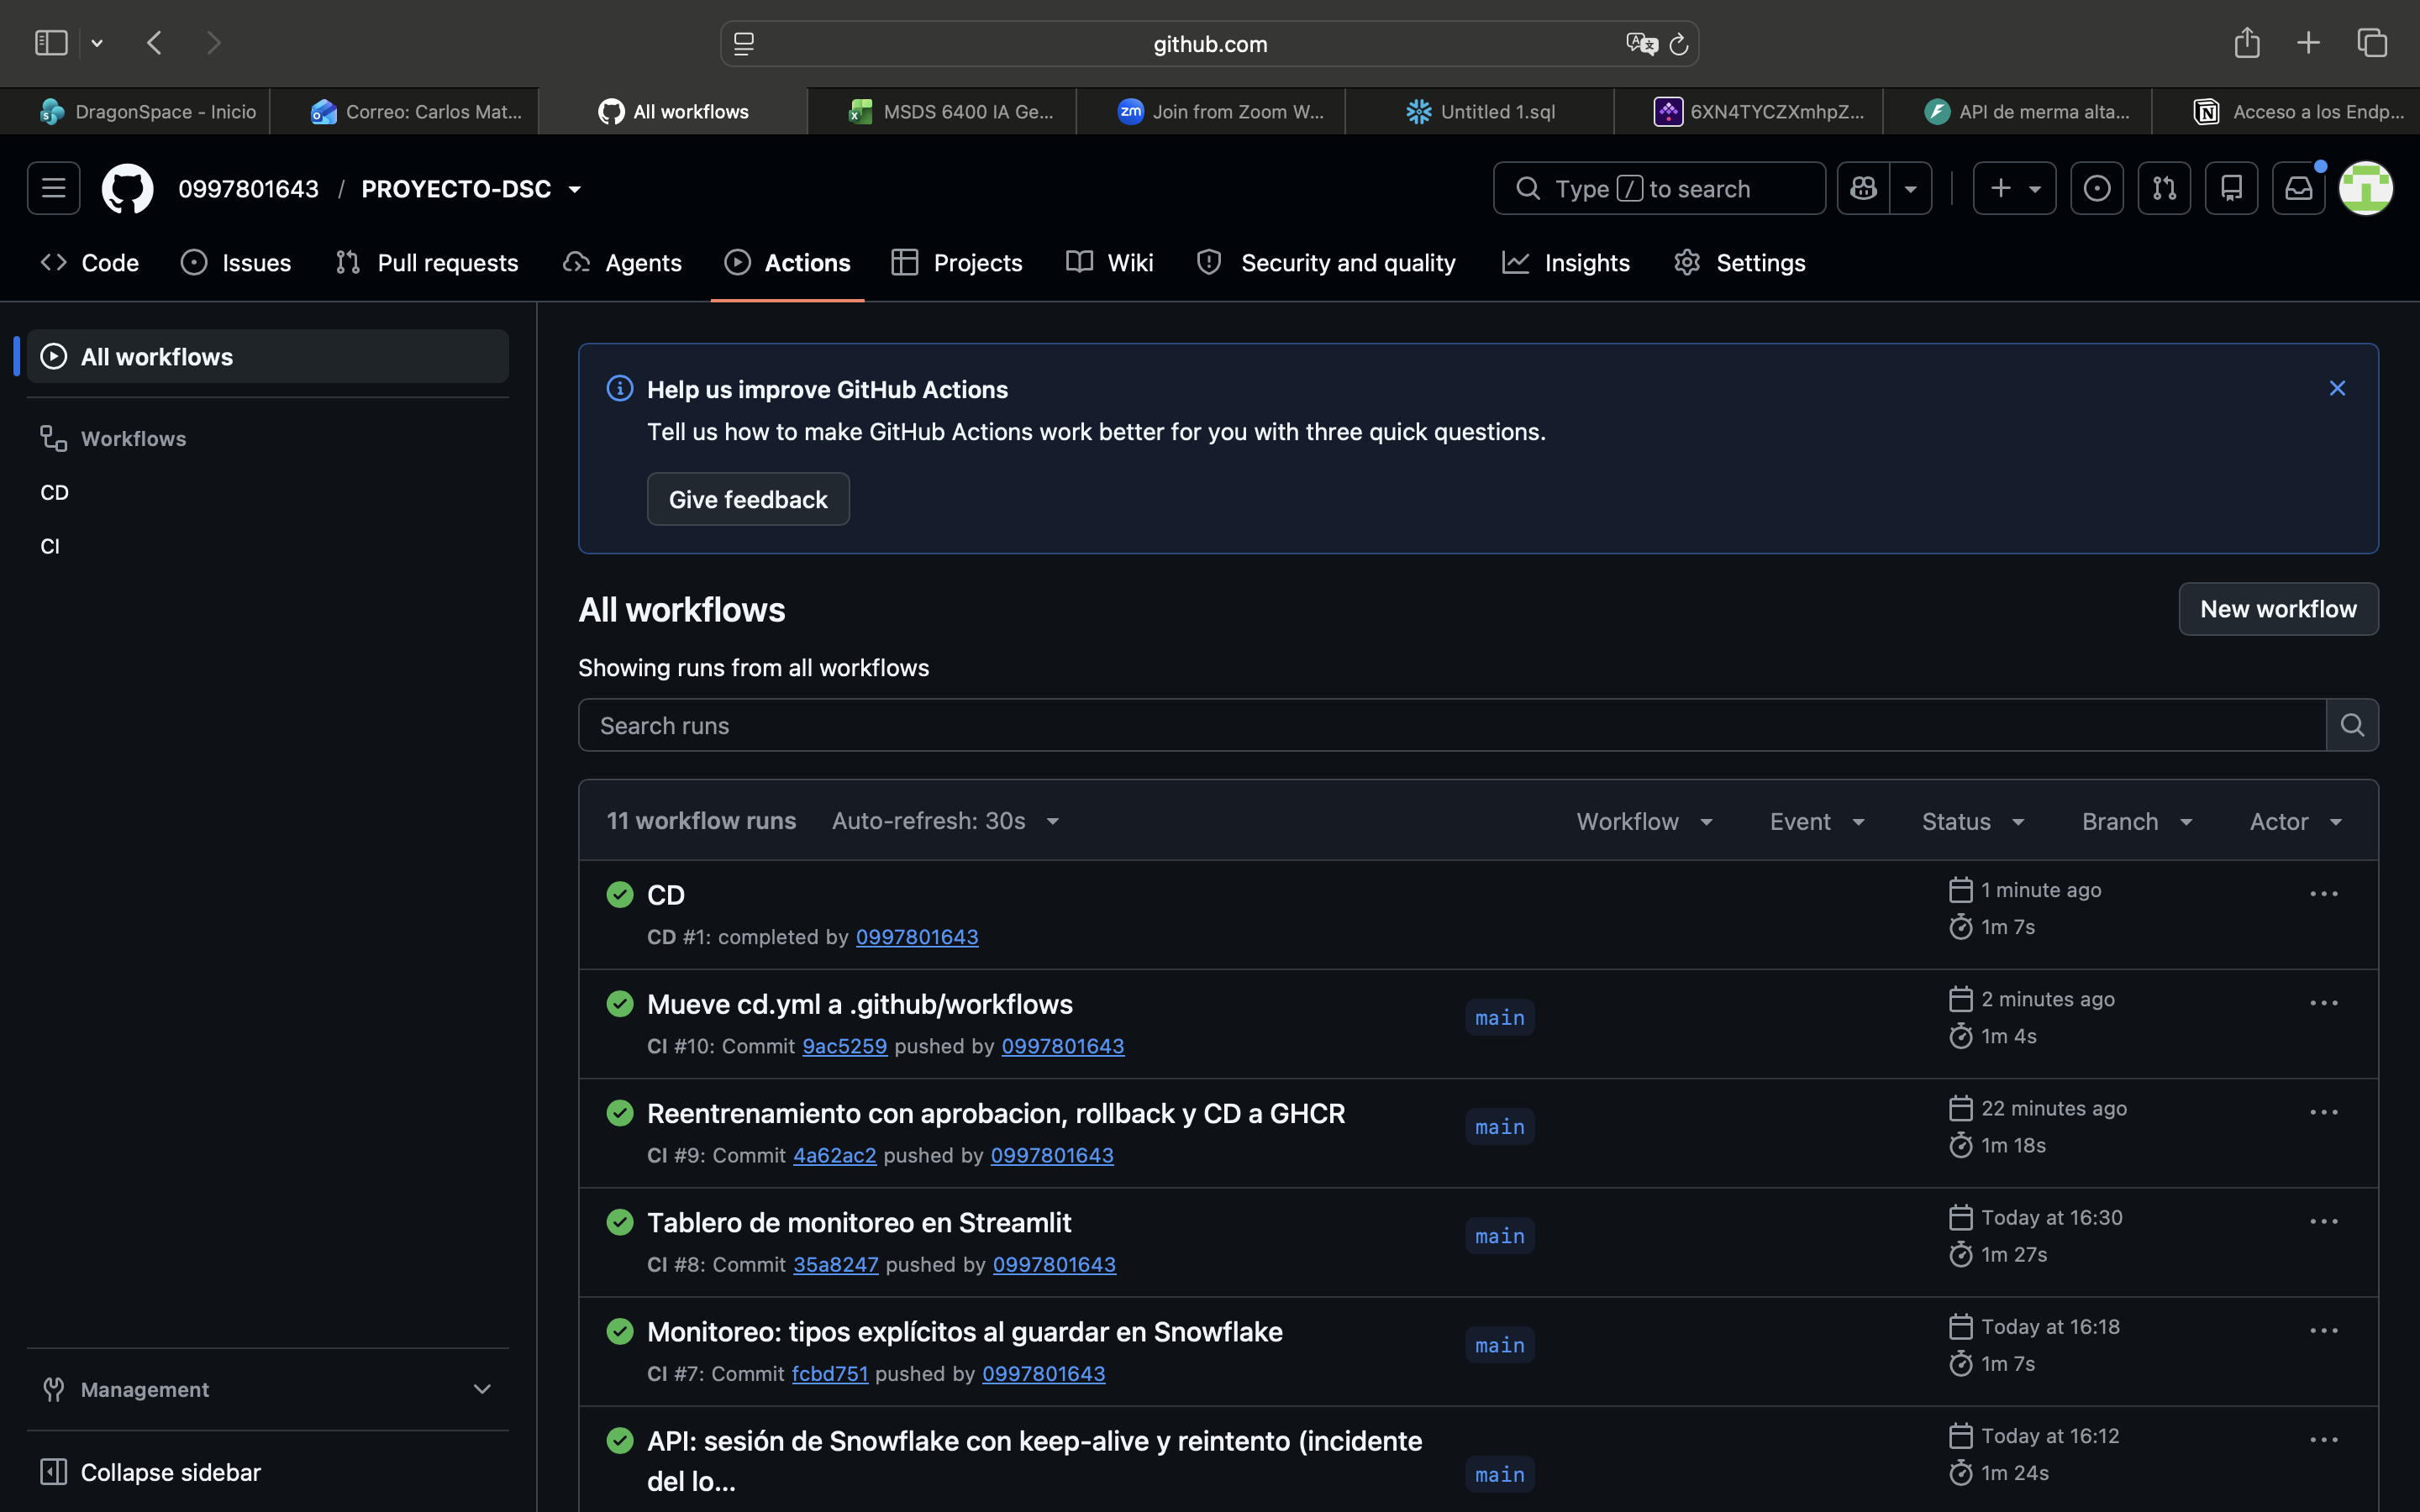 github.com
DragonSpace - Inicio
Correo: Carlos Mat...
All workflows
MSDS 6400 IA Ge...
zm Join from Zoom W...
Untitled 1.sql
6XN4TYCZXmhpZ...
API de merma alta...
Acceso a los Endp...
0997801643 / PROYECTO-DSC
Type / to search
Code
Issues
Pull requests
Agents
Actions
Projects
Wiki
Security and quality
Insights
Settings
All workflows
Workflows
CD
CI
Management
Collapse sidebar
Help us improve GitHub Actions
Tell us how to make GitHub Actions work better for you with three quick questions.
Give feedback
All workflows
New workflow
Showing runs from all workflows
Search runs
11 workflow runs Auto-refresh: 30s Workflow Event Status Branch Actor
CD
1 minute ago
CD #1: completed by 0997801643
1m 7s
Mueve cd.yml a .github/workflows
main
2 minutes ago
CI #10: Commit 9ac5259 pushed by 0997801643
1m 4s
Reentrenamiento con aprobacion, rollback y CD a GHCR
main
22 minutes ago
CI #9: Commit 4a62ac2 pushed by 0997801643
1m 18s
Tablero de monitoreo en Streamlit
main
Today at 16:30
CI #8: Commit 35a8247 pushed by 0997801643
1m 27s
Monitoreo: tipos explícitos al guardar en Snowflake
main
Today at 16:18
CI #7: Commit fcbd751 pushed by 0997801643
1m 7s
API: sesión de Snowflake con keep-alive y reintento (incidente
del lo...
main
Today at 16:12
1m 24s